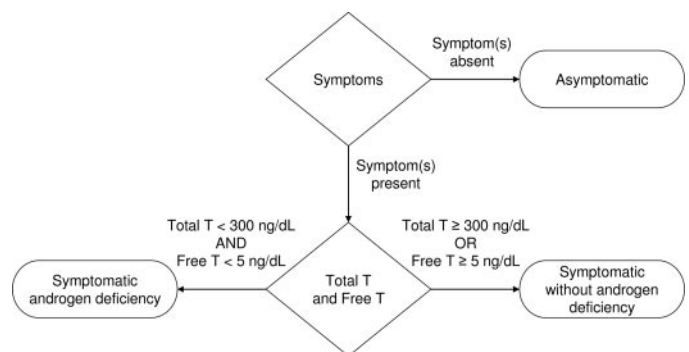 Symptom(s)
absent
Symptoms
Asymptomatic
Symptom(s)
present
Total T < 300 ng/dL
AND
Free T < 5 ng/dL
Total T ≥ 300 ng/dL
OR
Free T ≥ 5 ng/dL
Symptomatic
androgen deficiency
Total T
and Free T
Symptomatic
without androgen
deficiency